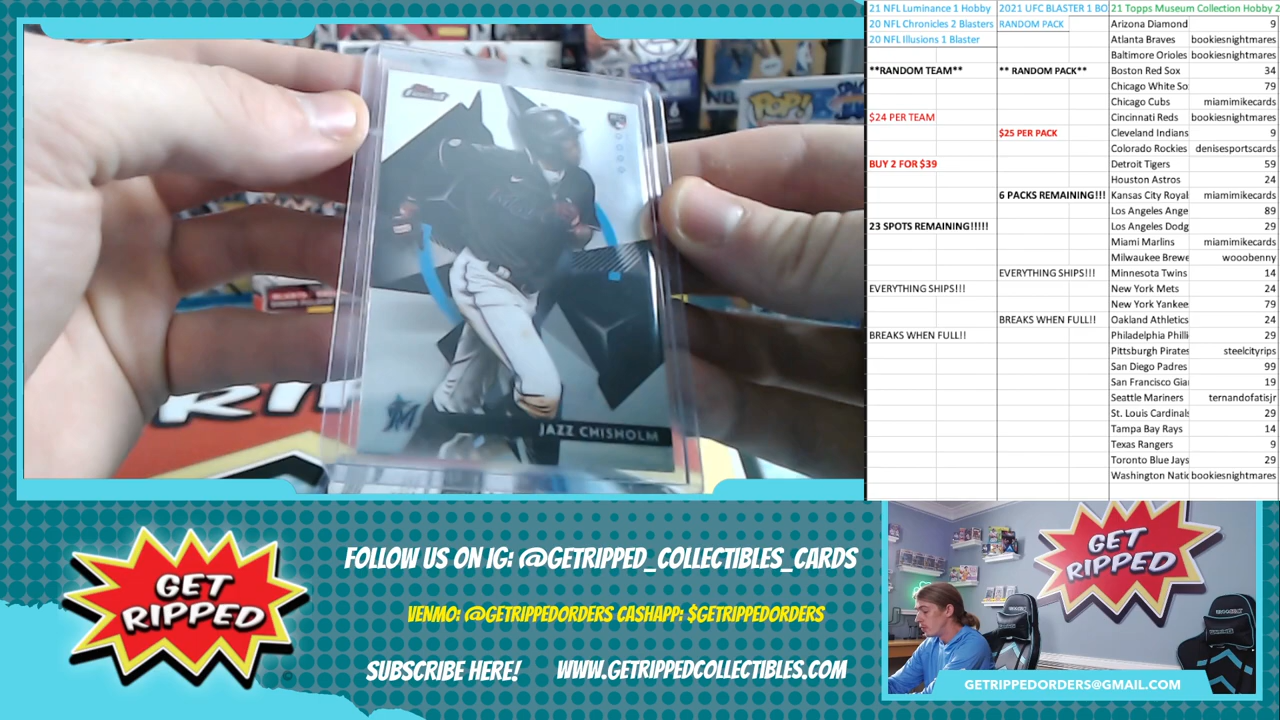 21 NFL Luminance 1 Hobby
20 NFL Chronicles 2 Blasters
20 NFL Illusions 1 Blaster
**RANDOM TEAM**
$24 PER TEAM
BUY 2 FOR $39
23 SPOTS REMAINING!!!!!
EVERYTHING SHIPS!!!
BREAKS WHEN FULL!!
2021 UFC BLASTER 1 BO
RANDOM PACK
** RANDOM PACK**
$25 PER PACK
6 PACKS REMAINING!!!
EVERYTHING SHIPS!!!
BREAKS WHEN FULL!!
21 Topps Museum Collection Hobby 2
Arizona Diamond 9
Atlanta Braves bookiesnightmares
Baltimore Orioles bookiesnightmares
Boston Red Sox 34
Chicago White So 79
Chicago Cubs miamimikecards
Cincinnati Reds bookiesnightmares
Cleveland Indians 9
Colorado Rockies denisesportscards
Detroit Tigers 59
Houston Astros 24
Kansas City Royal miamimikecards
Los Angeles Ange 89
Los Angeles Dodg 29
Miami Marlins miamimikecards
Milwaukee Brewe wooobenny
Minnesota Twins 14
New York Mets 24
New York Yankee 79
Oakland Athletics 24
Philadelphia Philli 29
Pittsburgh Pirates steelcityrips
San Diego Padres 99
San Francisco Gia 19
Seattle Mariners ternandofatisjr
St. Louis Cardinals 29
Tampa Bay Rays 14
Texas Rangers 9
Toronto Blue Jays 29
Washington Natio bookiesnightmares
Finest
JAZZ CHISHOLM
POP!
GET
RIPPED
FOLLOW US ON IG: @GETRIPPED_COLLECTIBLES_CARDS
VENMO: @GETRIPPEDORDERS CASHAPP: $GETRIPPEDORDERS
SUBSCRIBE HERE! WWW.GETRIPPEDCOLLECTIBLES.COM
GET
RIPPED
GETRIPPEDORDERS@GMAIL.COM